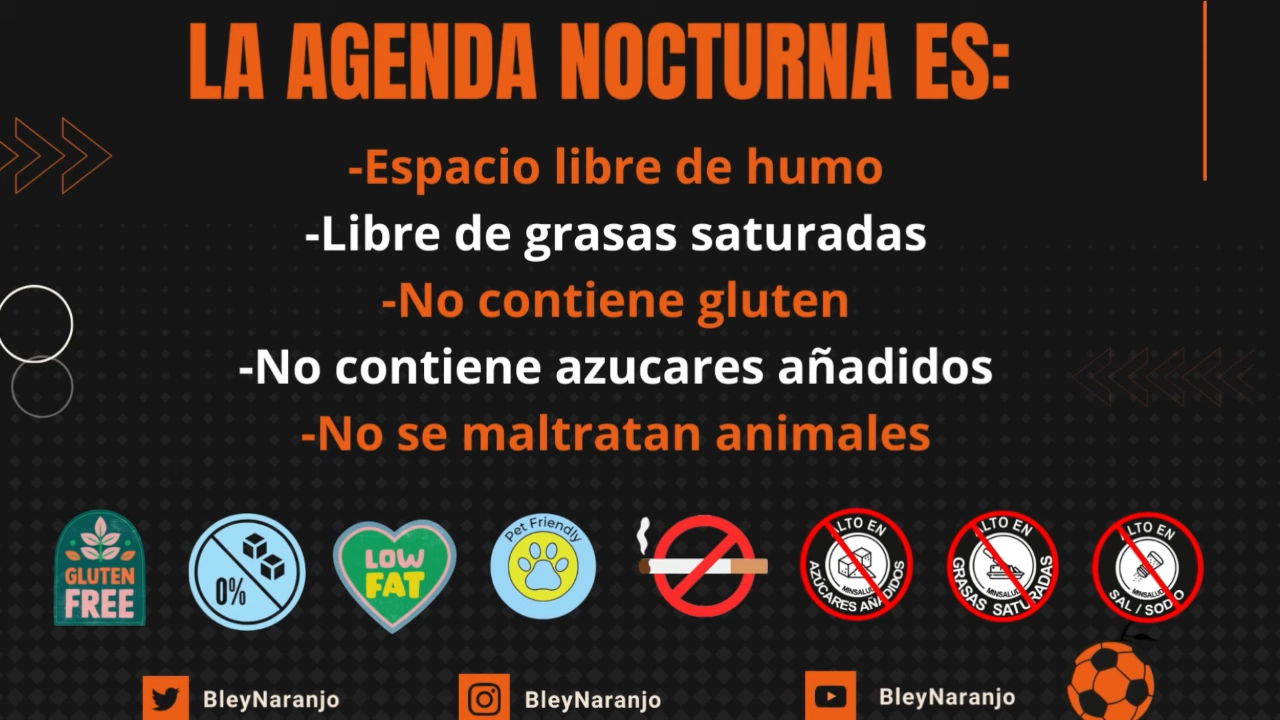 LA AGENDA NOCTURNA ES:
-Espacio libre de humo
-Libre de grasas saturadas
-No contiene gluten
-No contiene azucares añadidos
-No se maltratan animales
GLUTEN
FREE
0%
LOW
FAT
Pet Friendly
ALTO EN
MINSALUD
AZÚCARES AÑADIDOS
ALTO EN
MINSALUD
GRASAS SATURADAS
ALTO EN
MINSALUD
SAL / SODIO
BleyNaranjo
BleyNaranjo
BleyNaranjo